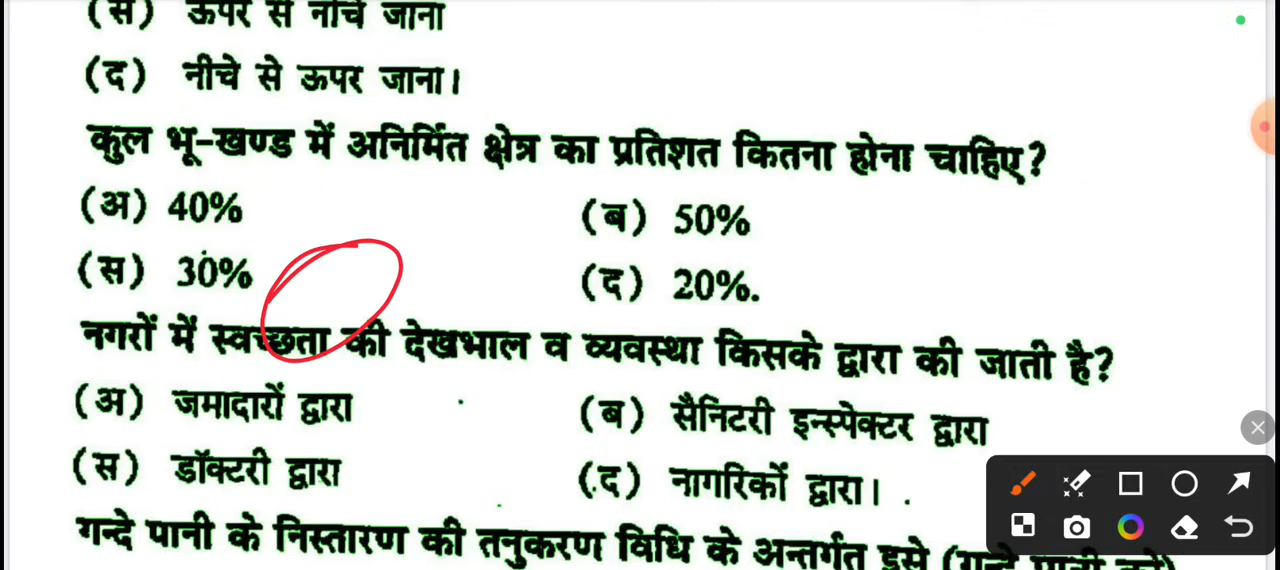 (स) ऊपर से नीचे जाना
(द) नीचे से ऊपर जाना।
कुल भू-खण्ड में अनिर्मित क्षेत्र का प्रतिशत कितना होना चाहिए?
(अ) 40% (ब) 50%
(स) 30% (द) 20%.
नगरों में स्वच्छता की देखभाल व व्यवस्था किसके द्वारा की जाती है?
(अ) जमादारों द्वारा (ब) सैनिटरी इन्स्पेक्टर द्वारा
(स) डॉक्टरी द्वारा (द) नागरिकों द्वारा।
गन्दे पानी के निस्तारण की तनुकरण विधि के अन्तर्गत इसे (गन्दे पानी को)